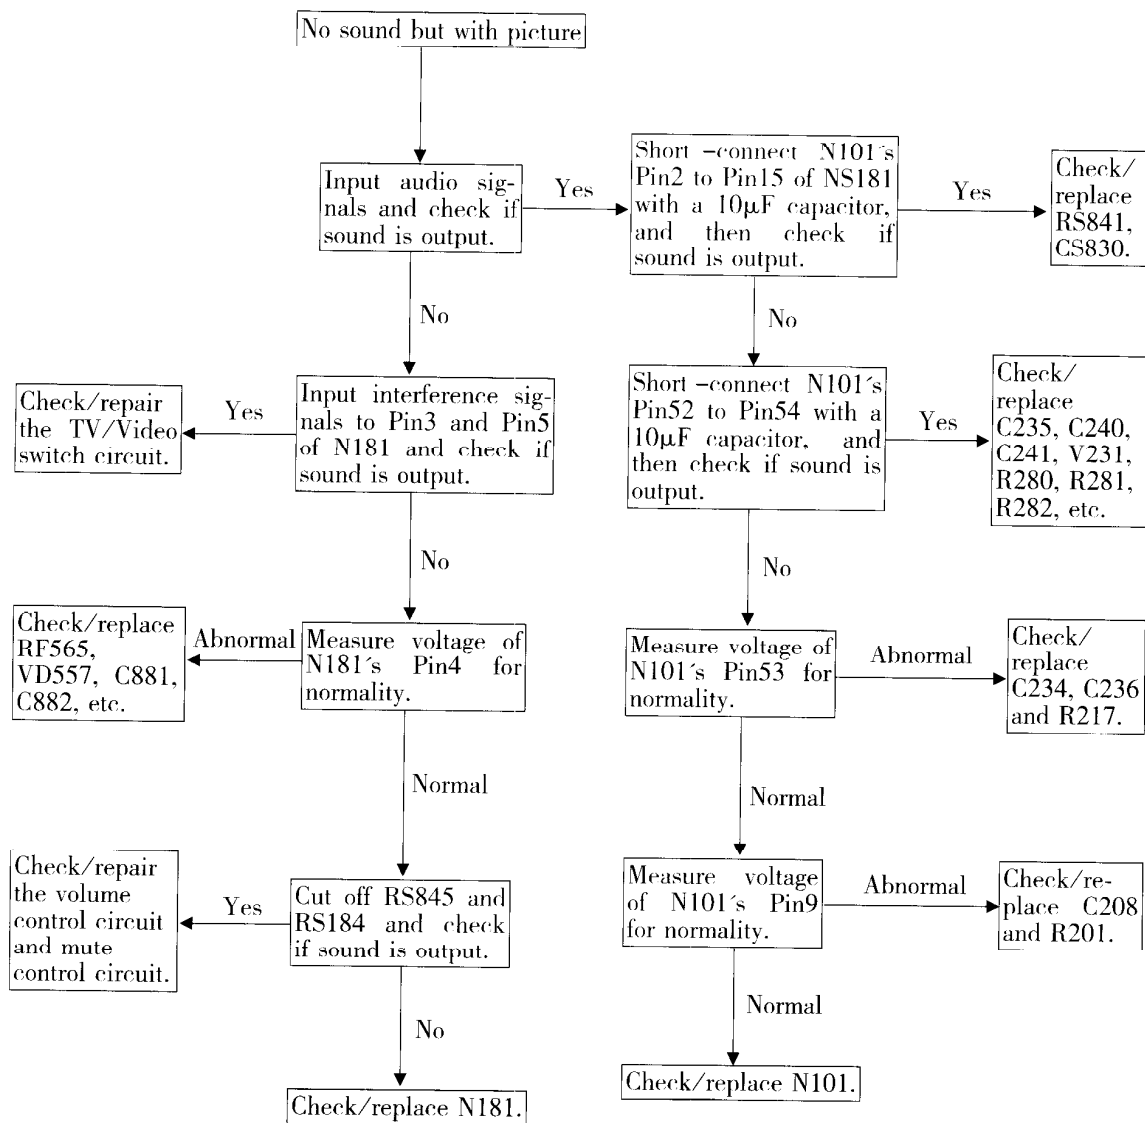 No sound but with picture
Input audio sig-
nals and check if
sound is output.
Yes
Short-connect N101's
Pin2 to Pin15 of NS181
with a 10μF capacitor,
and then check if
sound is output.
Yes
Check/
replace
RS841,
CS830.
No
No
Check/repair
the TV/Video
switch circuit.
Yes
Input interference sig-
nals to Pin3 and Pin5
of N181 and check if
sound is output.
Short-connect N101's
Pin52 to Pin54 with a
10μF capacitor, and
then check if sound is
output.
Yes
Check/
replace
C235, C240,
C241, V231,
R280, R281,
R282, etc.
No
No
Check/replace
RF565,
VD557, C881,
C882, etc.
Abnormal
Measure voltage of
N181's Pin4 for
normality.
Measure voltage of
N101's Pin53 for
normality.
Abnormal
Check/
replace
C234, C236
and R217.
Normal
Normal
Check/repair
the volume
control circuit
and mute
control circuit.
Yes
Cut off RS845 and
RS184 and check
if sound is output.
Measure voltage
of N101's Pin9
for normality.
Abnormal
Check/re-
place C208
and R201.
No
Normal
Check/replace N181.
Check/replace N101.